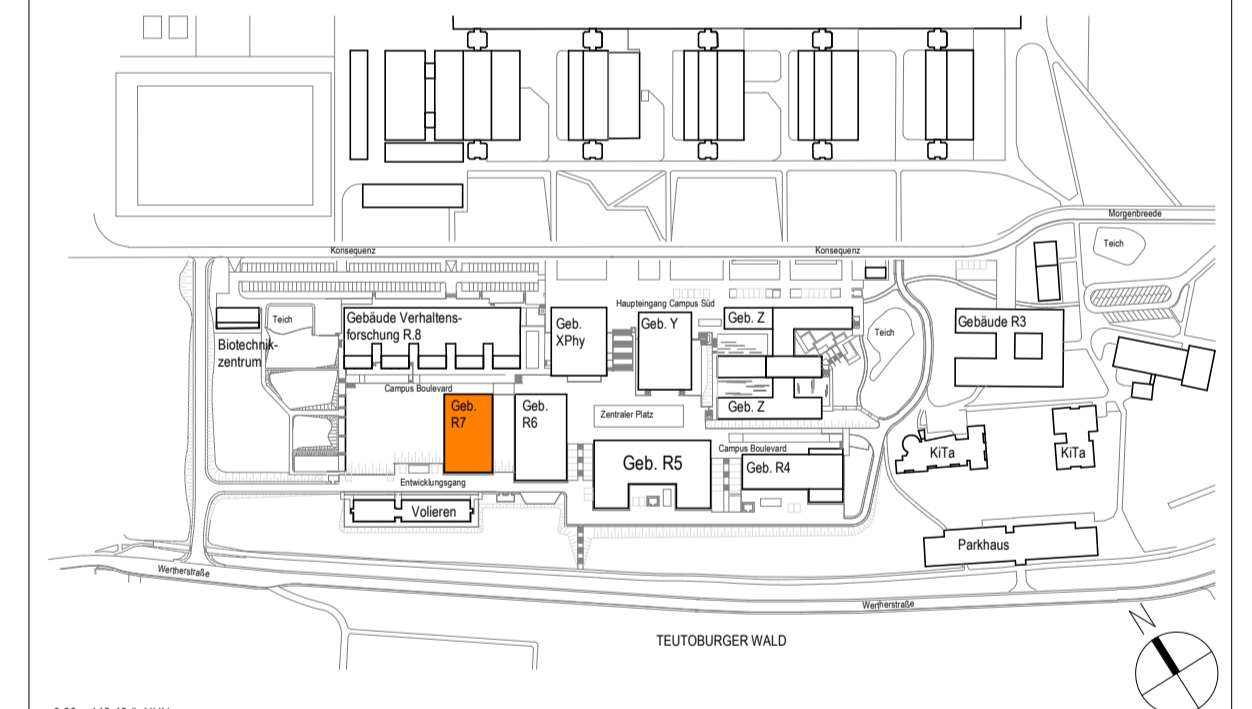 Morgenbreede
Teich
Konsequenz
Konsequenz
Haupteingang Campus Süd
Teich
Gebäude Verhaltens-
forschung R.8
Biotechnik-
zentrum
Geb.
XPhy
Geb. Y
Geb. Z
Teich
Gebäude R3
Campus Boulevard
Geb.
R7
Geb.
R6
Zentraler Platz
Geb. Z
Campus Boulevard
Geb. R5
Geb. R4
KiTa
KiTa
Entwicklungsgang
Volieren
Parkhaus
Wertherstraße
Wertherstraße
TEUTOBURGER WALD
N